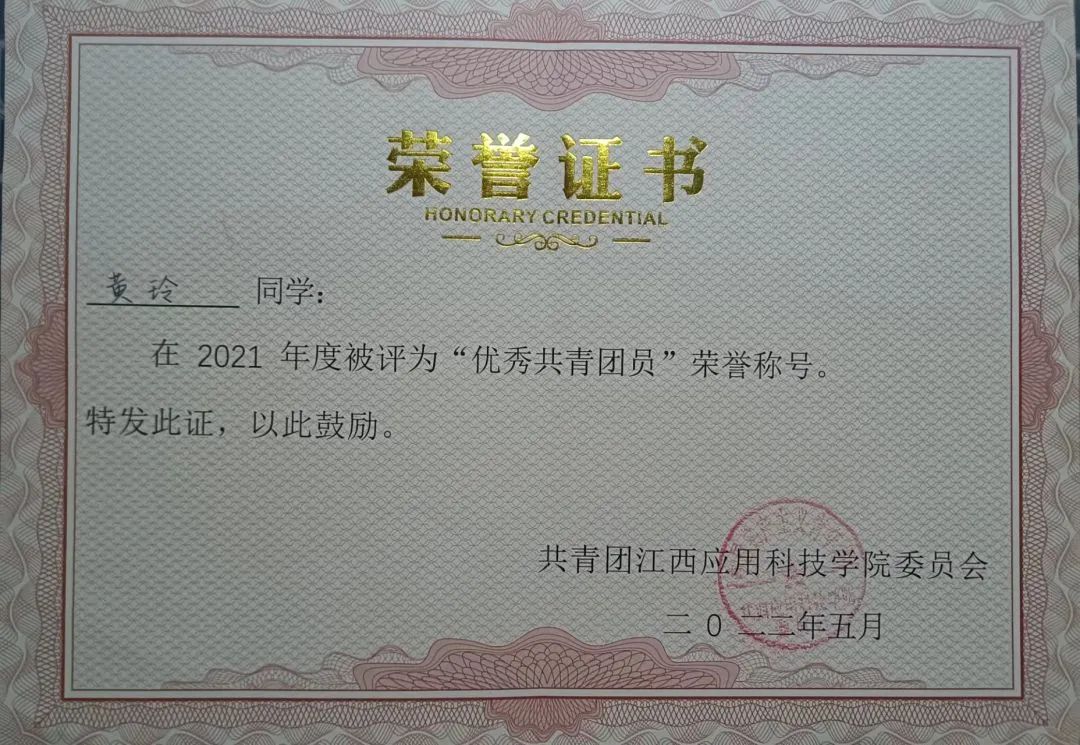 荣誉证书
HONORARY CREDENTIAL
黄玲 同学：
在 2021 年度被评为“优秀共青团员”荣誉称号。
特发此证，以此鼓励。
共青团江西应用科技学院委员会
二0二二年五月